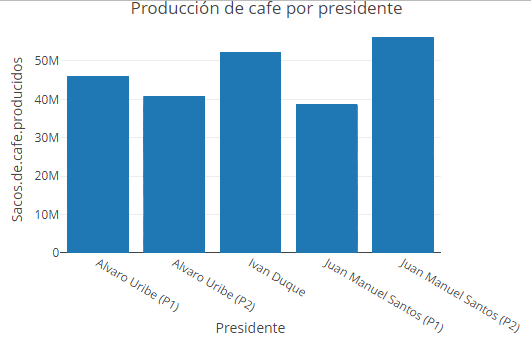 Producción de cafe por presidente
Sacos.de.cafe.producidos
50M
40M
30M
20M
10M
0
Alvaro Uribe (P1)
Alvaro Uribe (P2)
Ivan Duque
Juan Manuel Santos (P1)
Juan Manuel Santos (P2)
Presidente